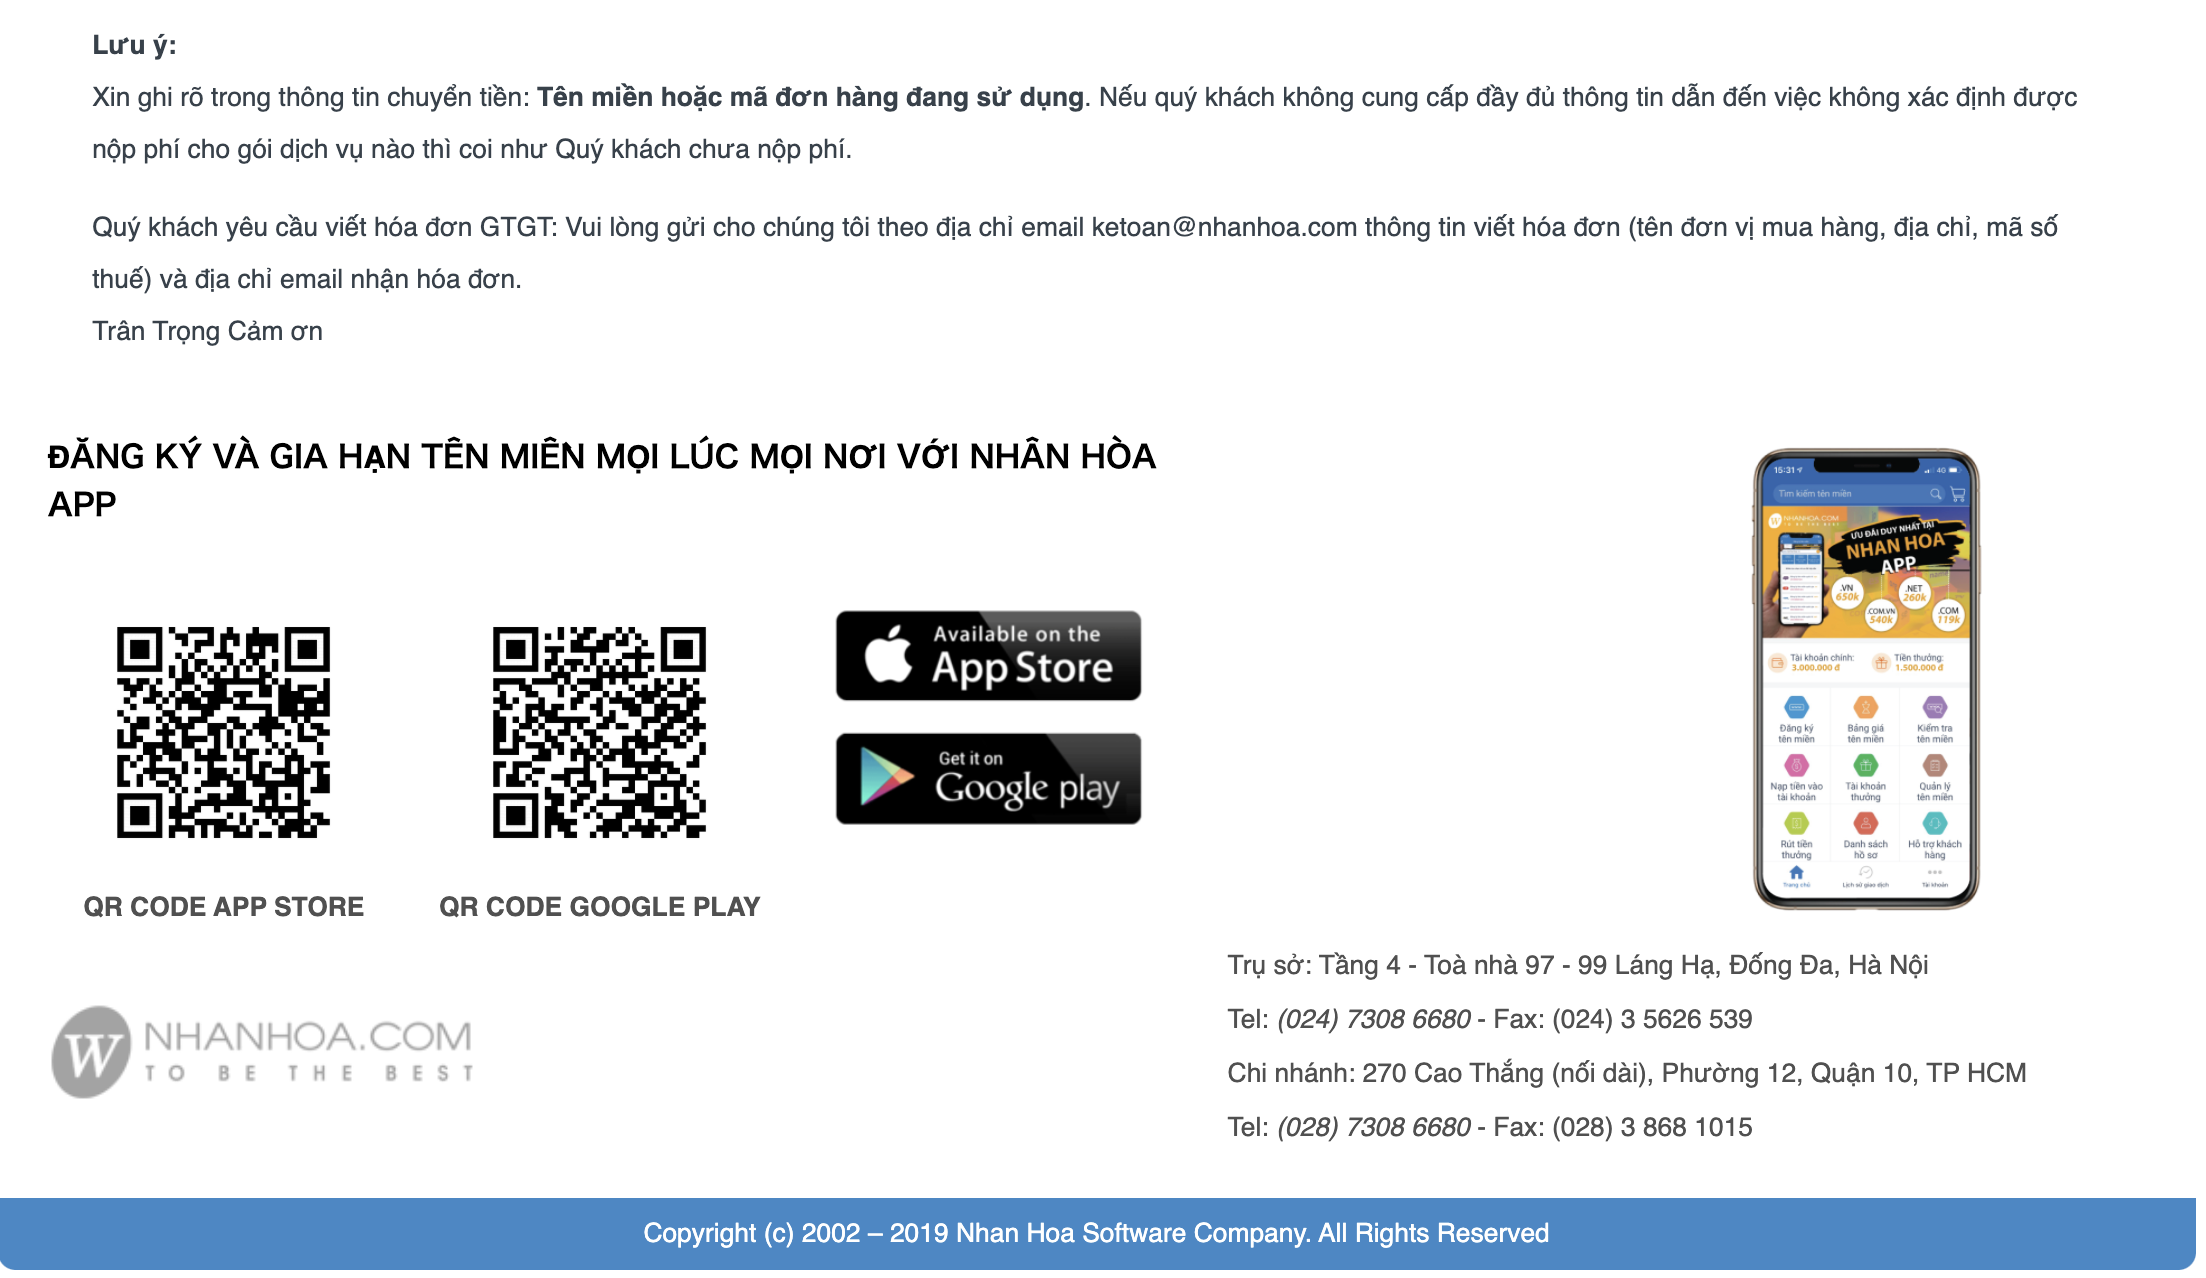 Lưu ý:
Xin ghi rõ trong thông tin chuyển tiền: Tên miền hoặc mã đơn hàng đang sử dụng. Nếu quý khách không cung cấp đầy đủ thông tin dẫn đến việc không xác định được
nộp phí cho gói dịch vụ nào thì coi như Quý khách chưa nộp phí.
Quý khách yêu cầu viết hóa đơn GTGT: Vui lòng gửi cho chúng tôi theo địa chỉ email ketoan@nhanhoa.com thông tin viết hóa đơn (tên đơn vị mua hàng, địa chỉ, mã số
thuế) và địa chỉ email nhận hóa đơn.
Trân Trọng Cảm ơn
ĐĂNG KÝ VÀ GIA HẠN TÊN MIỀN MỌI LÚC MỌI NƠI VỚI NHÂN HÒA
APP
Available on the
App Store
Get it on
Google play
QR CODE APP STORE
QR CODE GOOGLE PLAY
15:31
4G
Tìm kiếm tên miền
NHANHOA.COM
TO BE THE BEST
ƯU ĐÃI DUY NHẤT TẠI
NHAN HOA
APP
.VN
650k
.NET
260k
.COM.VN
540k
.COM
119k
Tài khoản chính:
3.000.000 đ
Tiền thưởng:
1.500.000 đ
Đăng ký
tên miền
Bảng giá
tên miền
Kiểm tra
tên miền
Nạp tiền vào
tài khoản
Tài khoản
thưởng
Quản lý
tên miền
Rút tiền
thưởng
Danh sách
hồ sơ
Hỗ trợ khách
hàng
Trang chủ
Lịch sử giao dịch
Tài khoản
W
NHANHOA.COM
TO BE THE BEST
Trụ sở: Tầng 4 - Toà nhà 97 - 99 Láng Hạ, Đống Đa, Hà Nội
Tel: (024) 7308 6680 - Fax: (024) 3 5626 539
Chi nhánh: 270 Cao Thắng (nối dài), Phường 12, Quận 10, TP HCM
Tel: (028) 7308 6680 - Fax: (028) 3 868 1015
Copyright (c) 2002 – 2019 Nhan Hoa Software Company. All Rights Reserved